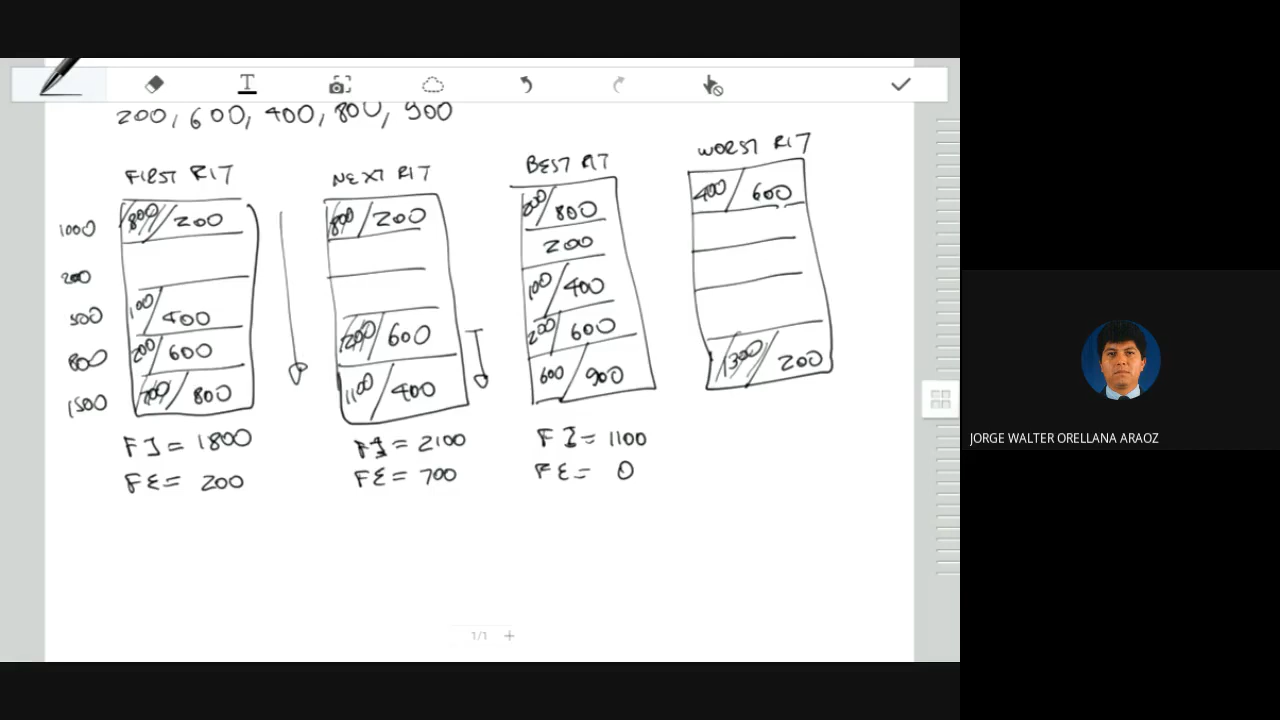 200, 600, 400, 800, 900
FIRST FIT
NEXT FIT
BEST FIT
WORST FIT
1000
800/200
800/200
200/800
400/600
200
200
500
100/400
200/600
100/400
800
200/600
200/600
1500
700/800
1100/400
600/900
1300/200
FI = 1800
FI = 2100
FI = 1100
FE = 200
FE = 700
FE = 0
JORGE WALTER ORELLANA ARAOZ
1/1 +
T